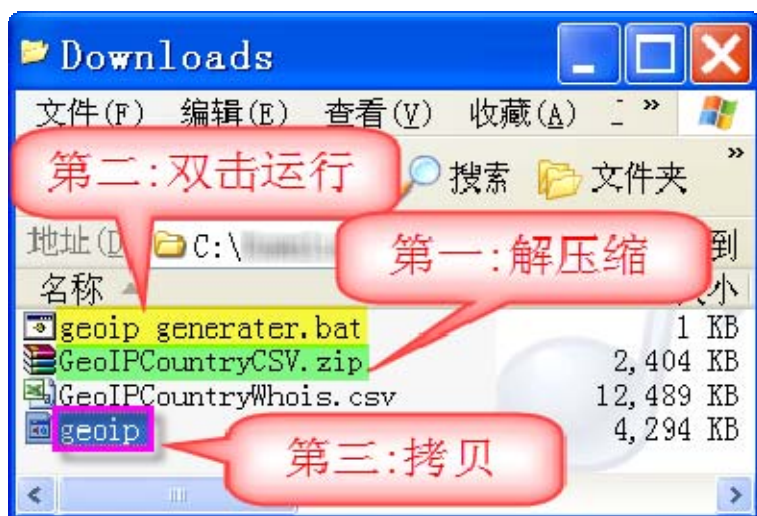 Downloads
文件(F) 编辑(E) 查看(V) 收藏(A) »
第二:双击运行 搜索 文件夹 »
地址(D C:\ 第一:解压缩 到
名称 小
geoip generater.bat 1 KB
GeoIPCountryCSV.zip 2,404 KB
GeoIPCountryWhois.csv 12,489 KB
geoip 4,294 KB
第三:拷贝